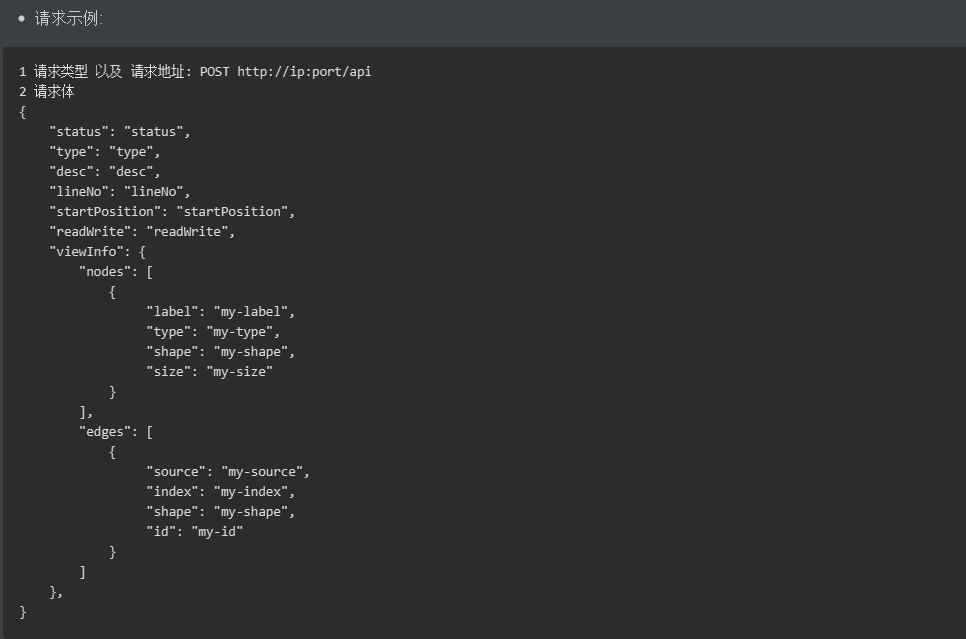 • 请求示例:
1 请求类型 以及 请求地址: POST http://ip:port/api
2 请求体
{
    "status": "status",
    "type": "type",
    "desc": "desc",
    "lineNo": "lineNo",
    "startPosition": "startPosition",
    "readWrite": "readWrite",
    "viewInfo": {
        "nodes": [
            {
                 "label": "my-label",
                 "type": "my-type",
                 "shape": "my-shape",
                 "size": "my-size"
            }
        ],
        "edges": [
            {
                 "source": "my-source",
                 "index": "my-index",
                 "shape": "my-shape",
                 "id": "my-id"
            }
        ]
    },
}